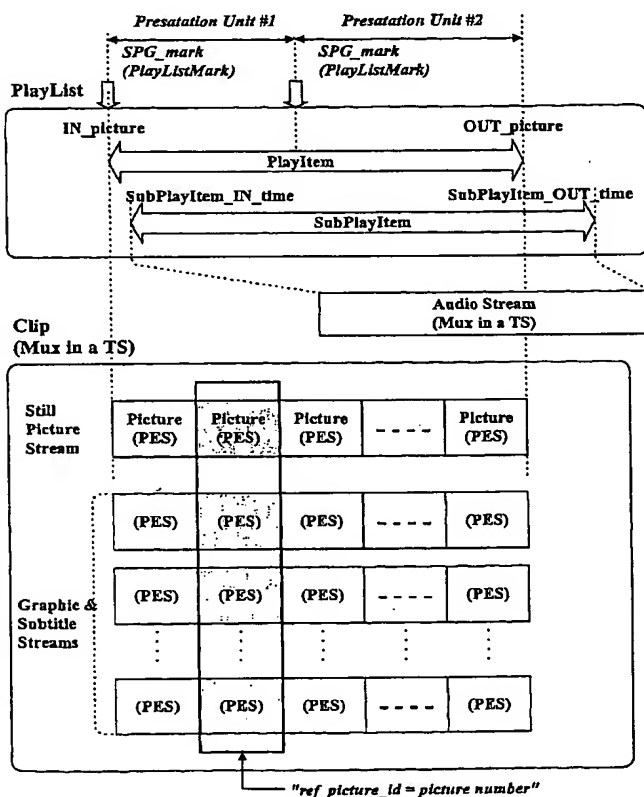 Presatation Unit #1 Presatation Unit #2
SPG_mark SPG_mark
(PlayListMark) (PlayListMark)
PlayList
IN_picture OUT_picture
PlayItem
SubPlayItem_IN_time SubPlayItem_OUT_time
SubPlayItem
Audio Stream
(Mux in a TS)
Clip
(Mux in a TS)
Still
Picture
Stream
Picture Picture Picture Picture
(PES) (PES) (PES) (PES)
(PES) (PES) (PES) (PES)
(PES) (PES) (PES) (PES)
Graphic &
Subtitle
Streams
(PES) (PES) (PES) (PES)
"ref_picture_id = picture number"